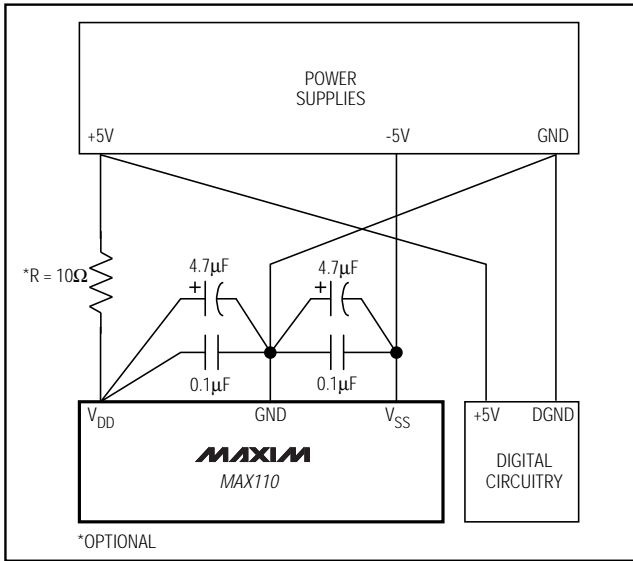 POWER
SUPPLIES
+5V -5V GND
*R = 10Ω
4.7µF 4.7µF
+ +
0.1µF 0.1µF
VDD GND VSS
+5V DGND
MAXIM
MAX110
DIGITAL
CIRCUITRY
*OPTIONAL